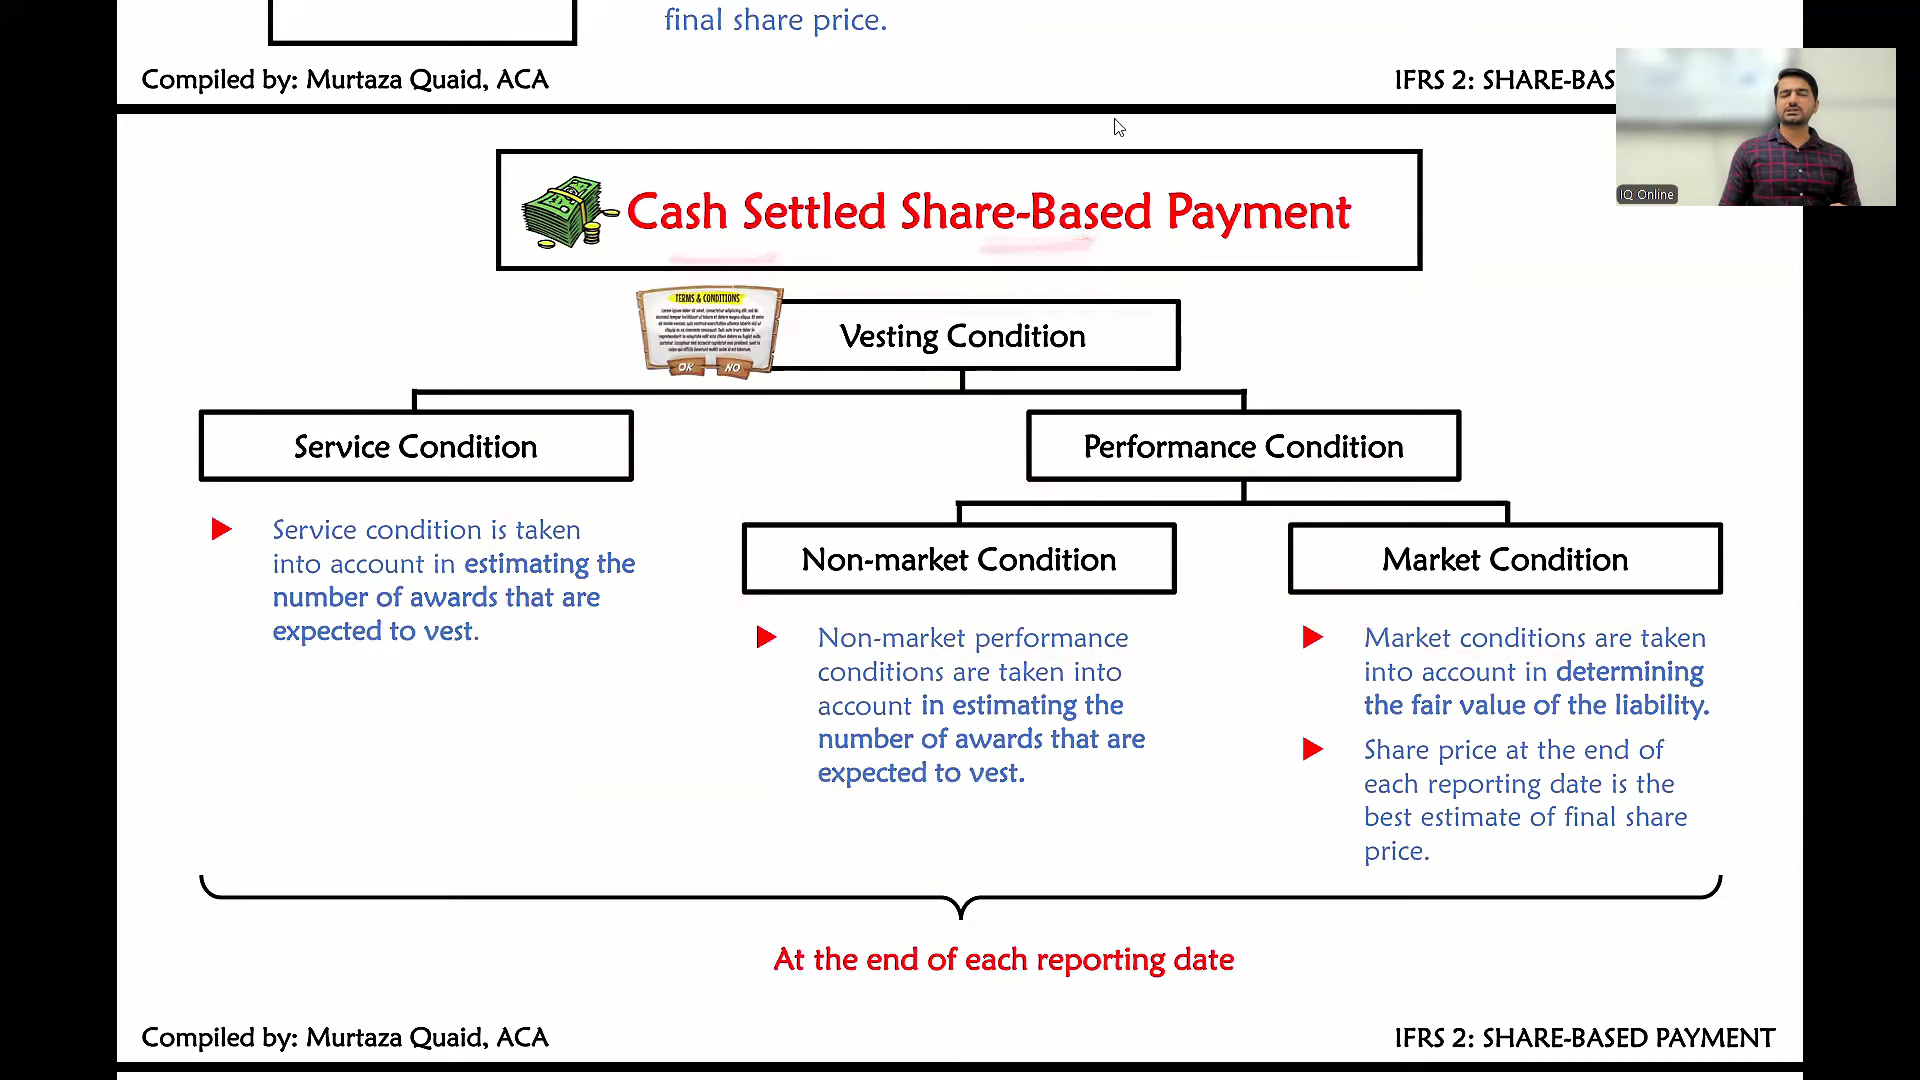 final share price.
Compiled by: Murtaza Quaid, ACA
IFRS 2: SHARE-BAS
IQ Online
Cash Settled Share-Based Payment
TERMS & CONDITIONS
OK
NO
Vesting Condition
Service Condition
Performance Condition
Service condition is taken
into account in estimating the
number of awards that are
expected to vest.
Non-market Condition
Non-market performance
conditions are taken into
account in estimating the
number of awards that are
expected to vest.
Market Condition
Market conditions are taken
into account in determining
the fair value of the liability.
Share price at the end of
each reporting date is the
best estimate of final share
price.
At the end of each reporting date
Compiled by: Murtaza Quaid, ACA
IFRS 2: SHARE-BASED PAYMENT